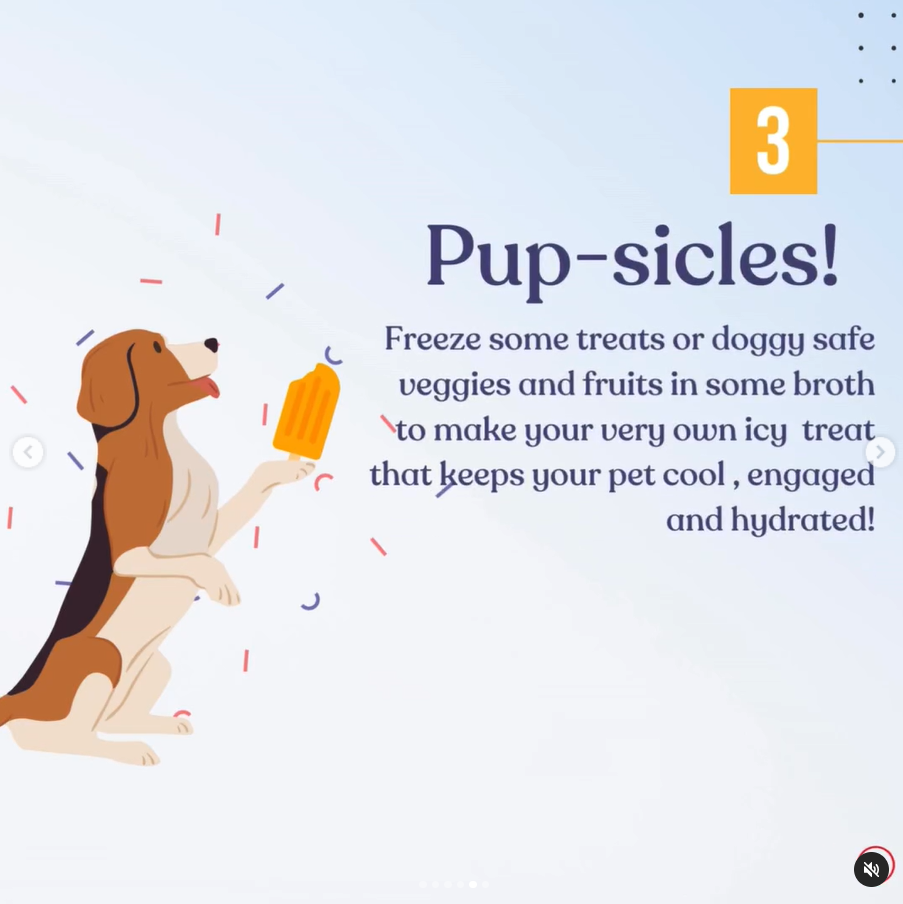 3
Pup-sicles!
Freeze some treats or doggy safe
veggies and fruits in some broth
to make your very own icy  treat
that keeps your pet cool , engaged
and hydrated!